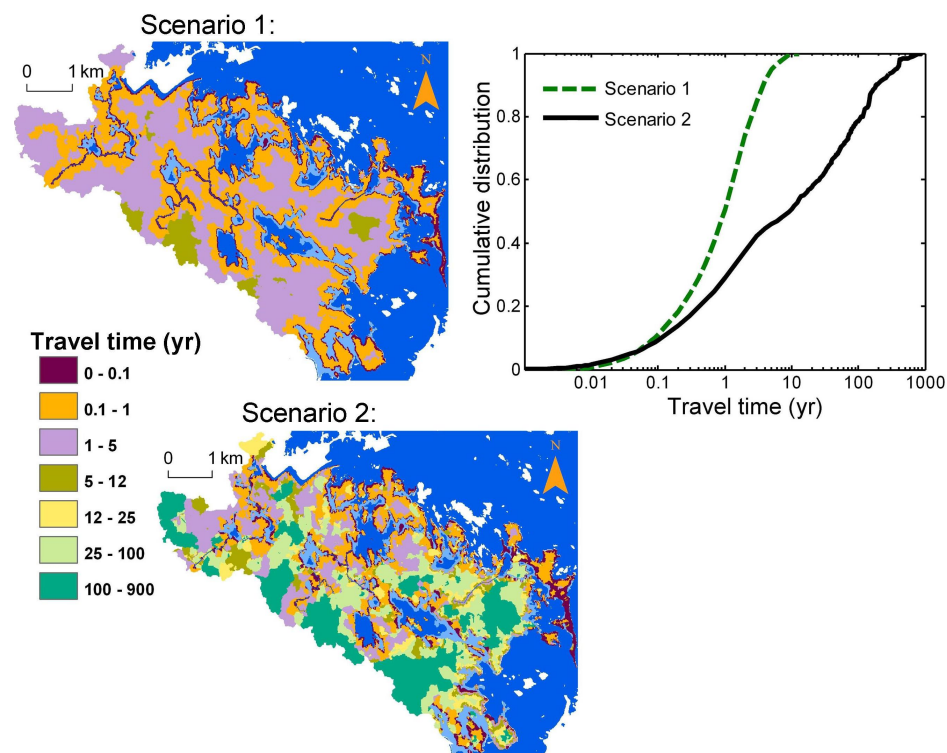 Scenario 1:
0 1 km
N
Travel time (yr)
0 - 0.1
0.1 - 1
1 - 5
5 - 12
12 - 25
25 - 100
100 - 900
Scenario 2:
0 1 km
N
Cumulative distribution
1
0.8
0.6
0.4
0.2
0
Scenario 1
Scenario 2
0.01 0.1 1 10 100 1000
Travel time (yr)